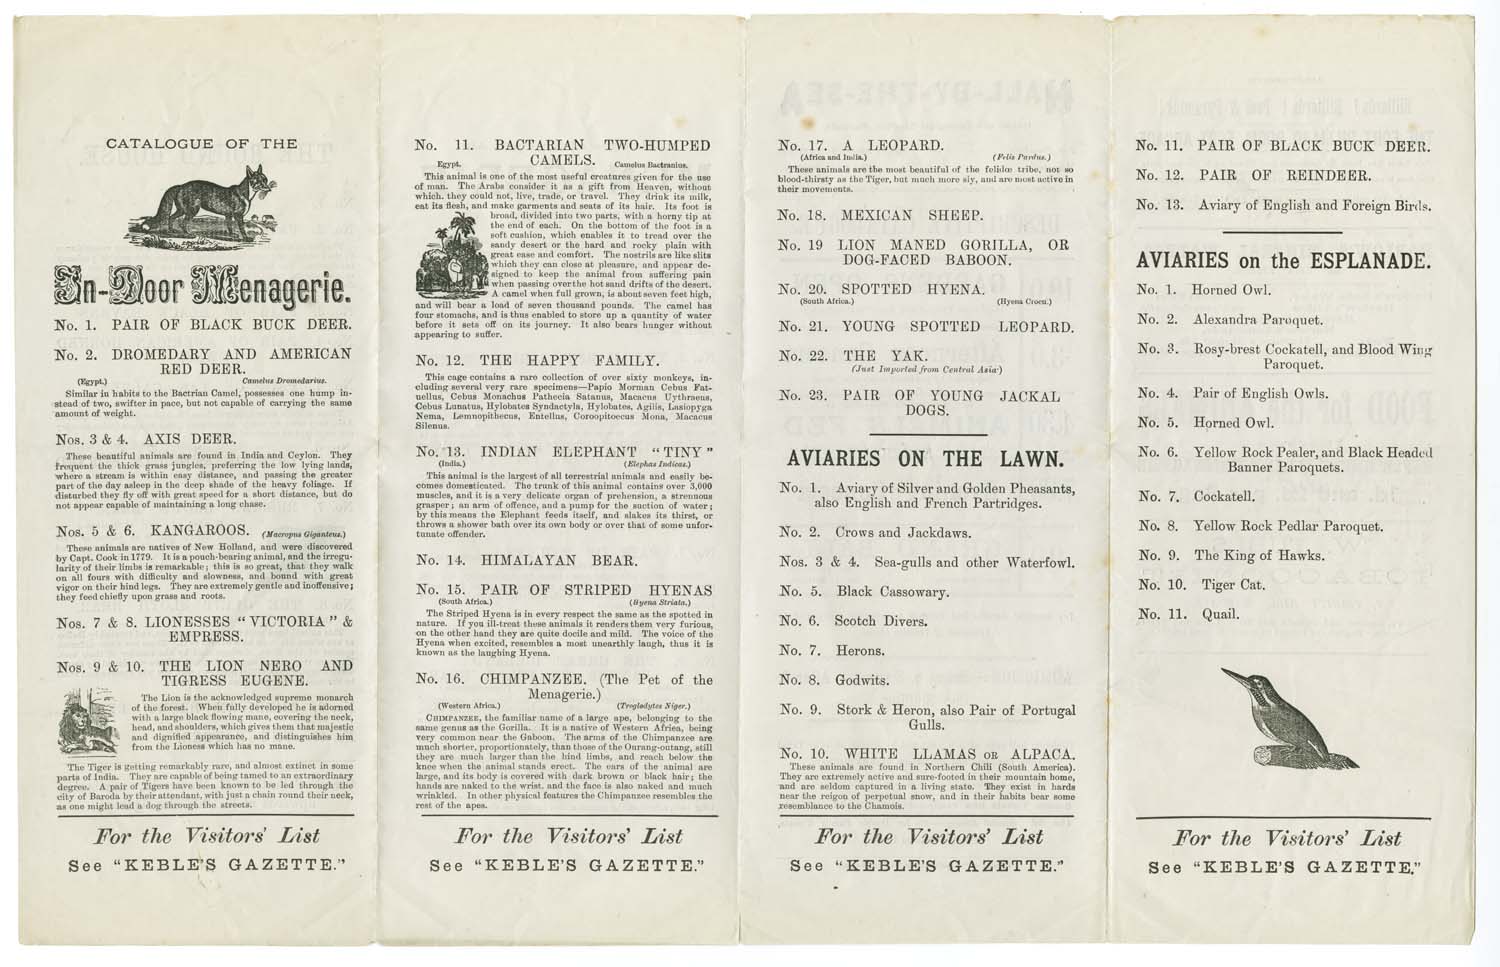 CATALOGUE OF THE
In-Door Menagerie.
No. 1. PAIR OF BLACK BUCK DEER.
No. 2. DROMEDARY AND AMERICAN
RED DEER.
(Egypt.) Camelus Dromedarius.
Similar in habits to the Bactrian Camel, possesses one hump in-
stead of two, swifter in pace, but not capable of carrying the same
amount of weight.
Nos. 3 & 4. AXIS DEER.
These beautiful animals are found in India and Ceylon. They
frequent the thick grass jungles, preferring the low lying lands,
where a stream is within easy distance, and passing the greater
part of the day asleep in the deep shade of the heavy foliage. If
disturbed they fly off with great speed for a short distance, but do
not appear capable of maintaining a long chase.
Nos. 5 & 6. KANGAROOS. (Macropus Giganteus.)
These animals are natives of New Holland, and were discovered
by Capt. Cook in 1779. It is a pouch-bearing animal, and the irregu-
larity of their limbs is remarkable; this is so great, that they walk
on all fours with difficulty and slowness, and bound with great
vigor on their hind legs. They are extremely gentle and inoffensive;
they feed chiefly upon grass and roots.
Nos. 7 & 8. LIONESSES "VICTORIA" &
EMPRESS.
Nos. 9 & 10. THE LION NERO AND
TIGRESS EUGENE.
The Lion is the acknowledged supreme monarch
of the forest. When fully developed he is adorned
with a large black flowing mane, covering the neck,
head, and shoulders, which gives them that majestic
and dignified appearance, and distinguishes him
from the Lioness which has no mane.
The Tiger is getting remarkably rare, and almost extinct in some
parts of India. They are capable of being tamed to an extraordinary
degree. A pair of Tigers have been known to be led through the
city of Baroda by their attendant, with just a chain round their neck,
as one might lead a dog through the streets.
For the Visitors' List
See "KEBLE'S GAZETTE."
No. 11. BACTARIAN TWO-HUMPED
CAMELS.
Egypt. Camelus Bactranius.
This animal is one of the most useful creatures given for the use
of man. The Arabs consider it as a gift from Heaven, without
which, they could not, live, trade, or travel. They drink its milk,
eat its flesh, and make garments and seats of its hair. Its foot is
broad, divided into two parts, with a horny tip at
the end of each. On the bottom of the foot is a
soft cushion, which enables it to tread over the
sandy desert or the hard and rocky plain with
great ease and comfort. The nostrils are like slits
which they can close at pleasure, and appear de-
signed to keep the animal from suffering pain
when passing over the hot sand drifts of the desert.
A camel when full grown, is about seven feet high,
and will bear a load of seven thousand pounds. The camel has
four stomachs, and is thus enabled to store up a quantity of water
before it sets off on its journey. It also bears hunger without
appearing to suffer.
No. 12. THE HAPPY FAMILY.
This cage contains a rare collection of over sixty monkeys, in-
cluding several very rare specimens—Papio Morman Cebus Fat-
uellus, Cebus Monachus Pathecia Satanus, Macacus Uythraeus,
Cebus Lunatus, Hylobates Syndactyla, Hylobates, Agilis, Lasiopyga
Nema, Lemnopithecus, Entellus, Coroopitoecus Mona, Macacus
Silenus.
No. 13. INDIAN ELEPHANT "TINY"
(India.) (Elephas Indicas.)
This animal is the largest of all terrestrial animals and easily be-
comes domesticated. The trunk of this animal contains over 3,000
muscles, and it is a very delicate organ of prehension, a strenuous
grasper; an arm of offence, and a pump for the suction of water;
by this means the Elephant feeds itself, and slakes its thirst, or
throws a shower bath over its own body or over that of some unfor-
tunate offender.
No. 14. HIMALAYAN BEAR.
No. 15. PAIR OF STRIPED HYENAS
(South Africa.) (Hyena Striata.)
The Striped Hyena is in every respect the same as the spotted in
nature. If you ill-treat these animals it renders them very furious,
on the other hand they are quite docile and mild. The voice of the
Hyena when excited, resembles a most unearthly laugh, thus it is
known as the laughing Hyena.
No. 16. CHIMPANZEE. (The Pet of the
Menagerie.)
(Western Africa.) (Troglodytes Niger.)
CHIMPANZEE, the familiar name of a large ape, belonging to the
same genus as the Gorilla. It is a native of Western Africa, being
very common near the Gaboon. The arms of the Chimpanzee are
much shorter, proportionately, than those of the Ourang-outang, still
they are much larger than the hind limbs, and reach below the
knee when the animal stands erect. The ears of the animal are
large, and its body is covered with dark brown or black hair; the
hands are naked to the wrist, and the face is also naked and much
wrinkled. In other physical features the Chimpanzee resembles the
rest of the apes.
For the Visitors' List
See "KEBLE'S GAZETTE."
No. 17. A LEOPARD.
(Africa and India.) (Felis Pardus.)
These animals are the most beautiful of the felidœ tribe, not so
blood-thirsty as the Tiger, but much more sly, and are most active in
their movements.
No. 18. MEXICAN SHEEP.
No. 19 LION MANED GORILLA, OR
DOG-FACED BABOON.
No. 20. SPOTTED HYENA.
(South Africa.) (Hyena Crocu.)
No. 21. YOUNG SPOTTED LEOPARD.
No. 22. THE YAK.
(Just Imported from Central Asia.)
No. 23. PAIR OF YOUNG JACKAL
DOGS.
AVIARIES ON THE LAWN.
No. 1. Aviary of Silver and Golden Pheasants,
also English and French Partridges.
No. 2. Crows and Jackdaws.
Nos. 3 & 4. Sea-gulls and other Waterfowl.
No. 5. Black Cassowary.
No. 6. Scotch Divers.
No. 7. Herons.
No. 8. Godwits.
No. 9. Stork & Heron, also Pair of Portugal
Gulls.
No. 10. WHITE LLAMAS OR ALPACA.
These animals are found in Northern Chili (South America).
They are extremely active and sure-footed in their mountain home,
and are seldom captured in a living state. They exist in hards
near the reigon of perpetual snow, and in their habits bear some
resemblance to the Chamois.
For the Visitors' List
See "KEBLE'S GAZETTE."
No. 11. PAIR OF BLACK BUCK DEER.
No. 12. PAIR OF REINDEER.
No. 13. Aviary of English and Foreign Birds.
AVIARIES on the ESPLANADE.
No. 1. Horned Owl.
No. 2. Alexandra Paroquet.
No. 3. Rosy-brest Cockatell, and Blood Wing
Paroquet.
No. 4. Pair of English Owls.
No. 5. Horned Owl.
No. 6. Yellow Rock Pealer, and Black Headed
Banner Paroquets.
No. 7. Cockatell.
No. 8. Yellow Rock Pedlar Paroquet.
No. 9. The King of Hawks.
No. 10. Tiger Cat.
No. 11. Quail.
For the Visitors' List
See "KEBLE'S GAZETTE."